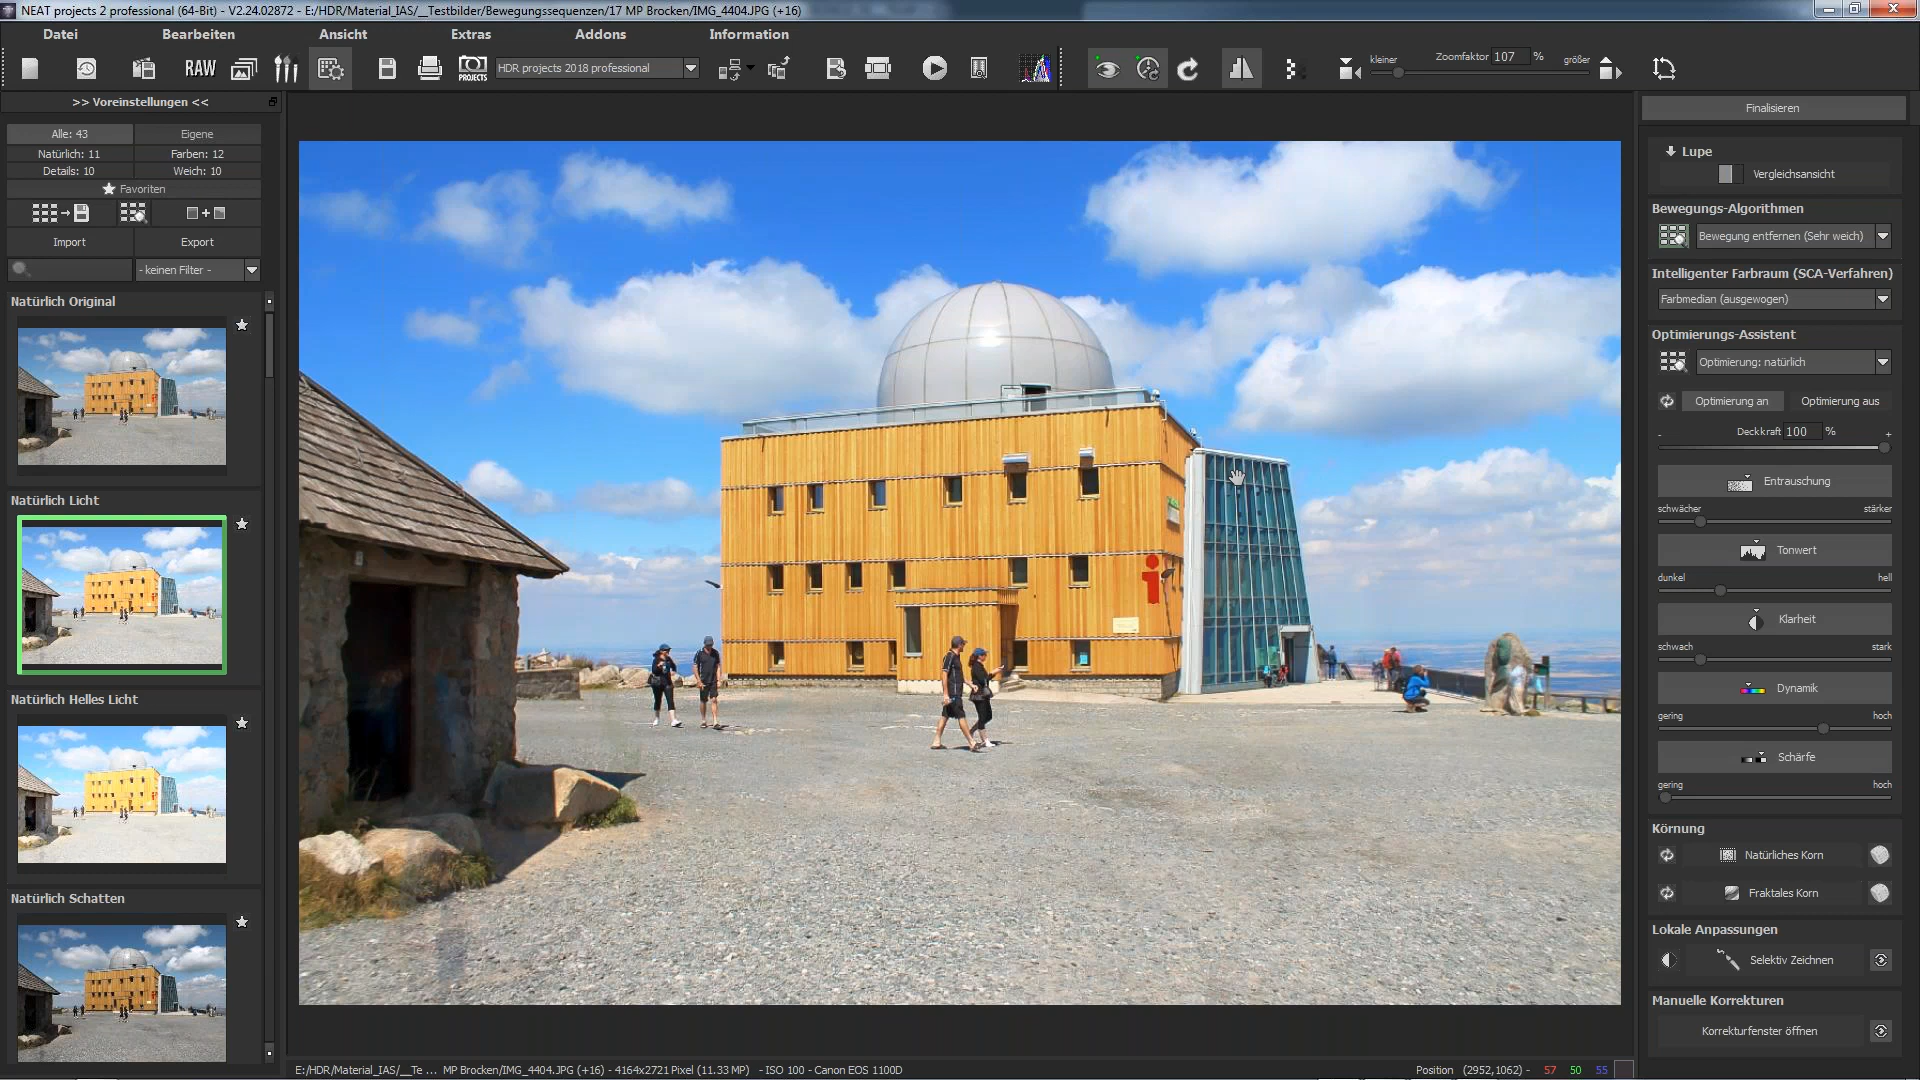 NEAT projects 2 professional (64-Bit) - V2.24.02872 - E:/HDR/Material_IAS/__Testbilder/Bewegungssequenzen/17 MP Brocken/IMG_4404.JPG (+16)
Datei Bearbeiten Ansicht Extras Addons Information
RAW PROJECTS HDR projects 2018 professional kleiner Zoomfaktor 107 % größer
>> Voreinstellungen <<
Alle: 43 Eigene
Natürlich: 11 Farben: 12
Details: 10 Weich: 10
Favoriten
Import Export
- keinen Filter -
Natürlich Original
Natürlich Licht
Natürlich Helles Licht
Natürlich Schatten
Finalisieren
Lupe
Vergleichsansicht
Bewegungs-Algorithmen
Bewegung entfernen (Sehr weich)
Intelligenter Farbraum (SCA-Verfahren)
Farbmedian (ausgewogen)
Optimierungs-Assistent
Optimierung: natürlich
Optimierung an Optimierung aus
Deckkraft 100 %
- +
Entrauschung
schwächer stärker
Tonwert
dunkel hell
Klarheit
schwach stark
Dynamik
gering hoch
Schärfe
gering hoch
Körnung
Natürliches Korn
Fraktales Korn
Lokale Anpassungen
Selektiv Zeichnen
Manuelle Korrekturen
Korrekturfenster öffnen
E:/HDR/Material_IAS/__Te ... MP Brocken/IMG_4404.JPG (+16) - 4164x2721 Pixel (11.33 MP) - ISO 100 - Canon EOS 1100D Position (2952,1062) - 57 50 55